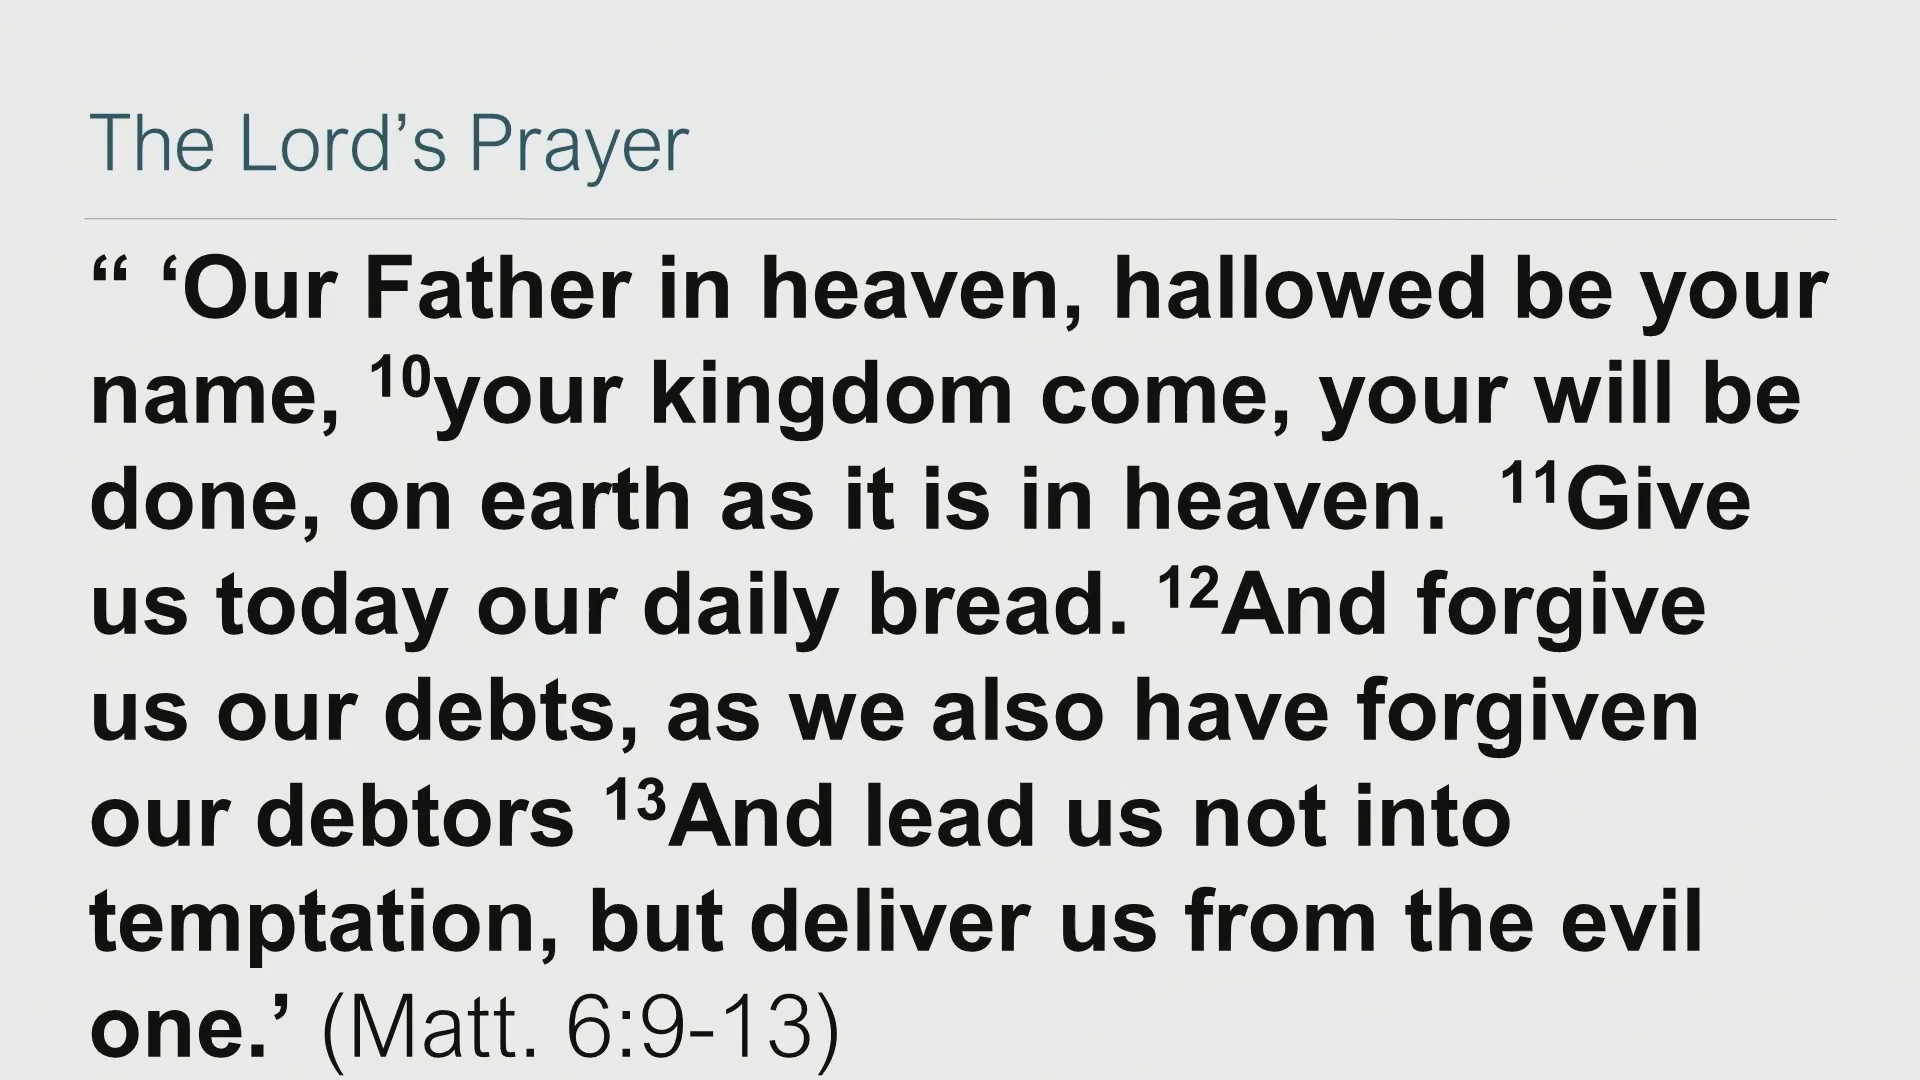 The Lord’s Prayer
“ ‘Our Father in heaven, hallowed be your
name, ¹⁰your kingdom come, your will be
done, on earth as it is in heaven.  ¹¹Give
us today our daily bread. ¹²And forgive
us our debts, as we also have forgiven
our debtors ¹³And lead us not into
temptation, but deliver us from the evil
one.’ (Matt. 6:9-13)